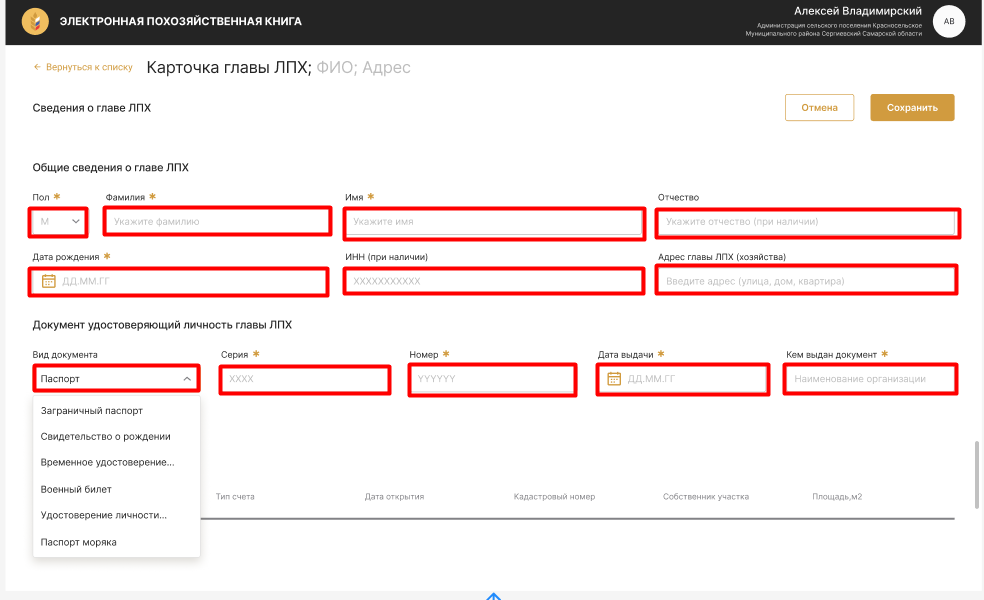 ЭЛЕКТРОННАЯ ПОХОЗЯЙСТВЕННАЯ КНИГА
Алексей Владимирский
Администрация сельского поселения Красносельское
Муниципального района Сергиевский Самарской области
АВ
← Вернуться к списку Карточка главы ЛПХ; ФИО; Адрес
Сведения о главе ЛПХ
Отмена
Сохранить
Общие сведения о главе ЛПХ
Пол * Фамилия * Имя * Отчество
М Укажите фамилию Укажите имя Укажите отчество (при наличии)
Дата рождения * ИНН (при наличии) Адрес главы ЛПХ (хозяйства)
ДД.ММ.ГГ XXXXXXXXXXX Введите адрес (улица, дом, квартира)
Документ удостоверяющий личность главы ЛПХ
Вид документа Серия * Номер * Дата выдачи * Кем выдан документ *
Паспорт XXXX YYYYYY ДД.ММ.ГГ Наименование организации
Заграничный паспорт
Свидетельство о рождении
Временное удостоверение...
Военный билет
Тип счета Дата открытия Кадастровый номер Собственник участка Площадь,м2
Удостоверение личности...
Паспорт моряка